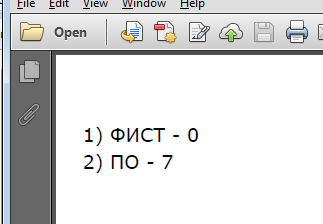 File Edit View Window Help
Open
1) ФИСТ - 0
2) ПО - 7